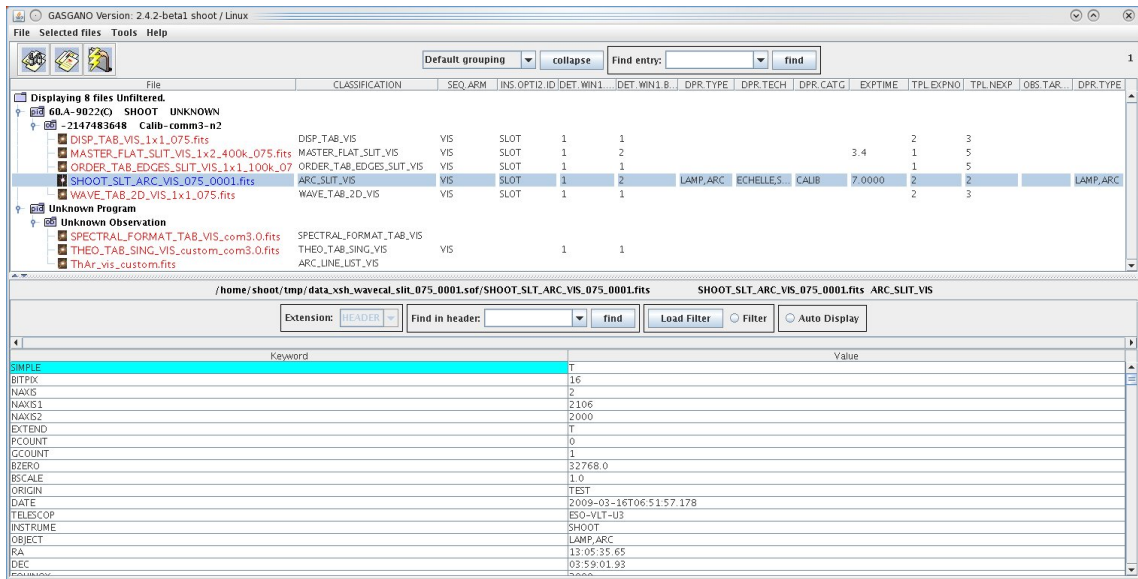 GASGANO Version: 2.4.2-beta1 shoot / Linux
File Selected files Tools Help
Default grouping collapse Find entry: find 1
File CLASSIFICATION SEQ.ARM INS.OPTI2.ID DET.WIN1.... DET.WIN1.B... DPR.TYPE DPR.TECH DPR.CATG EXPTIME TPL.EXPNO TPL.NEXP OBS.TAR... DPR.TYPE
Displaying 8 files Unfiltered.
60.A-9022(C) SHOOT UNKNOWN
-2147483648 Calib-comm3-n2
DISP_TAB_VIS_1x1_075.fits DISP_TAB_VIS VIS SLOT 1 1 2 3
MASTER_FLAT_SLIT_VIS_1x2_400k_075.fits MASTER_FLAT_SLIT_VIS VIS SLOT 1 2 3.4 1 5
ORDER_TAB_EDGES_SLIT_VIS_1x1_100k_07 ORDER_TAB_EDGES_SLIT_VIS VIS SLOT 1 1 1 5
SHOOT_SLT_ARC_VIS_075_0001.fits ARC_SLIT_VIS VIS SLOT 1 2 LAMP,ARC ECHELLE,S... CALIB 7.0000 2 2 LAMP,ARC
WAVE_TAB_2D_VIS_1x1_075.fits WAVE_TAB_2D_VIS VIS SLOT 1 1 2 3
Unknown Program
Unknown Observation
SPECTRAL_FORMAT_TAB_VIS_com3.0.fits SPECTRAL_FORMAT_TAB_VIS
THEO_TAB_SING_VIS_custom_com3.0.fits THEO_TAB_SING_VIS VIS 1 1
ThAr_vis_custom.fits ARC_LINE_LIST_VIS
/home/shoot/tmp/data_xsh_wavecal_slit_075_0001.sof/SHOOT_SLT_ARC_VIS_075_0001.fits SHOOT_SLT_ARC_VIS_075_0001.fits ARC_SLIT_VIS
Extension: HEADER Find in header: find Load Filter Filter Auto Display
Keyword Value
SIMPLE T
BITPIX 16
NAXIS 2
NAXIS1 2106
NAXIS2 2000
EXTEND T
PCOUNT 0
GCOUNT 1
BZERO 32768.0
BSCALE 1.0
ORIGIN TEST
DATE 2009-03-16T06:51:57.178
TELESCOP ESO-VLT-U3
INSTRUME SHOOT
OBJECT LAMP,ARC
RA 13:05:35.65
DEC 03:59:01.93